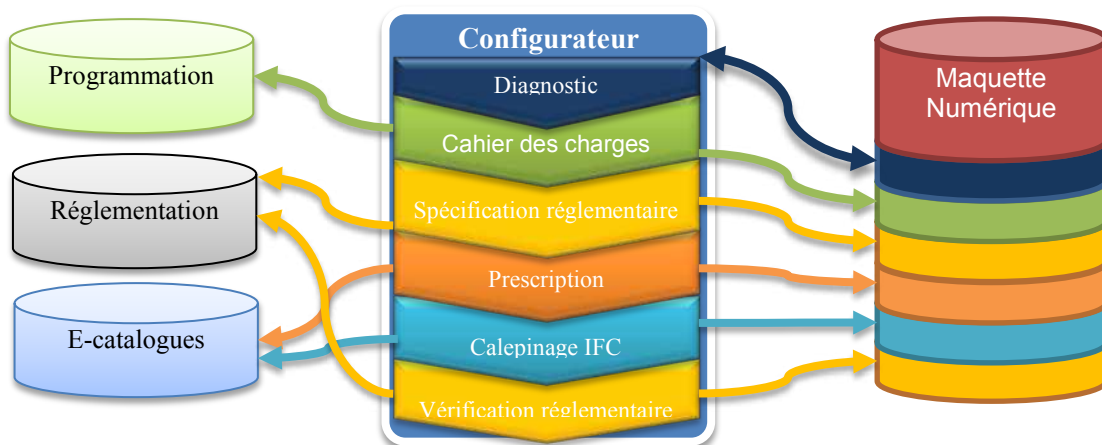 Programmation
Réglementation
E-catalogues
Configurateur
Diagnostic
Cahier des charges
Spécification réglementaire
Prescription
Calepinage IFC
Vérification réglementaire
Maquette
Numérique